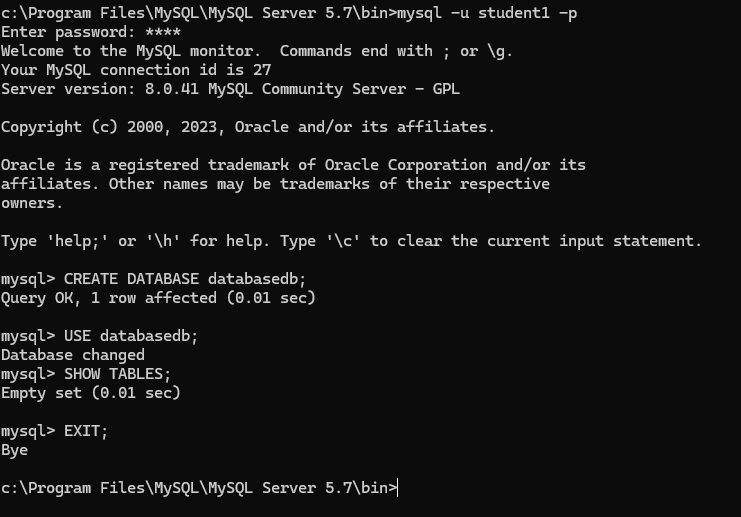 c:\Program Files\MySQL\MySQL Server 5.7\bin>mysql -u student1 -p
Enter password: ****
Welcome to the MySQL monitor.  Commands end with ; or \g.
Your MySQL connection id is 27
Server version: 8.0.41 MySQL Community Server - GPL

Copyright (c) 2000, 2023, Oracle and/or its affiliates.

Oracle is a registered trademark of Oracle Corporation and/or its
affiliates. Other names may be trademarks of their respective
owners.

Type 'help;' or '\h' for help. Type '\c' to clear the current input statement.

mysql> CREATE DATABASE databasedb;
Query OK, 1 row affected (0.01 sec)

mysql> USE databasedb;
Database changed
mysql> SHOW TABLES;
Empty set (0.01 sec)

mysql> EXIT;
Bye

c:\Program Files\MySQL\MySQL Server 5.7\bin>